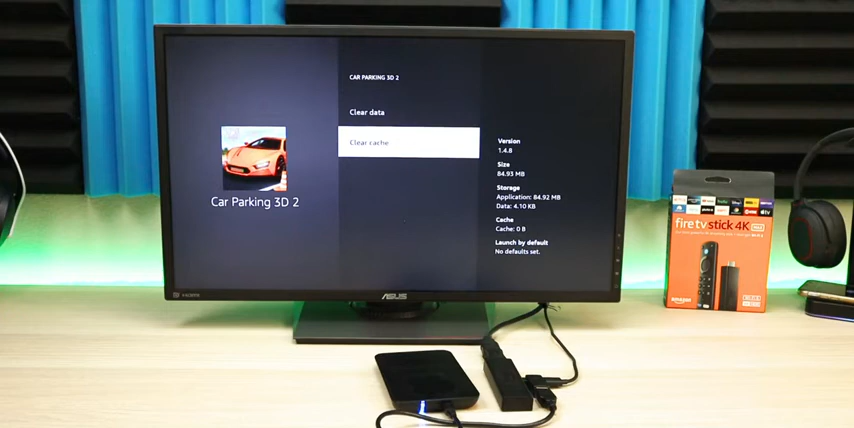 CAR PARKING 3D 2
Clear data
Clear cache
Car Parking 3D 2
Version
1.4.8
Size
84.93 MB
Storage
Application: 84.92 MB
Data: 4.10 KB
Cache
Cache: 0 B
Launch by default
No defaults set.
HDMI
ASUS
fire tv stick 4K
amazon